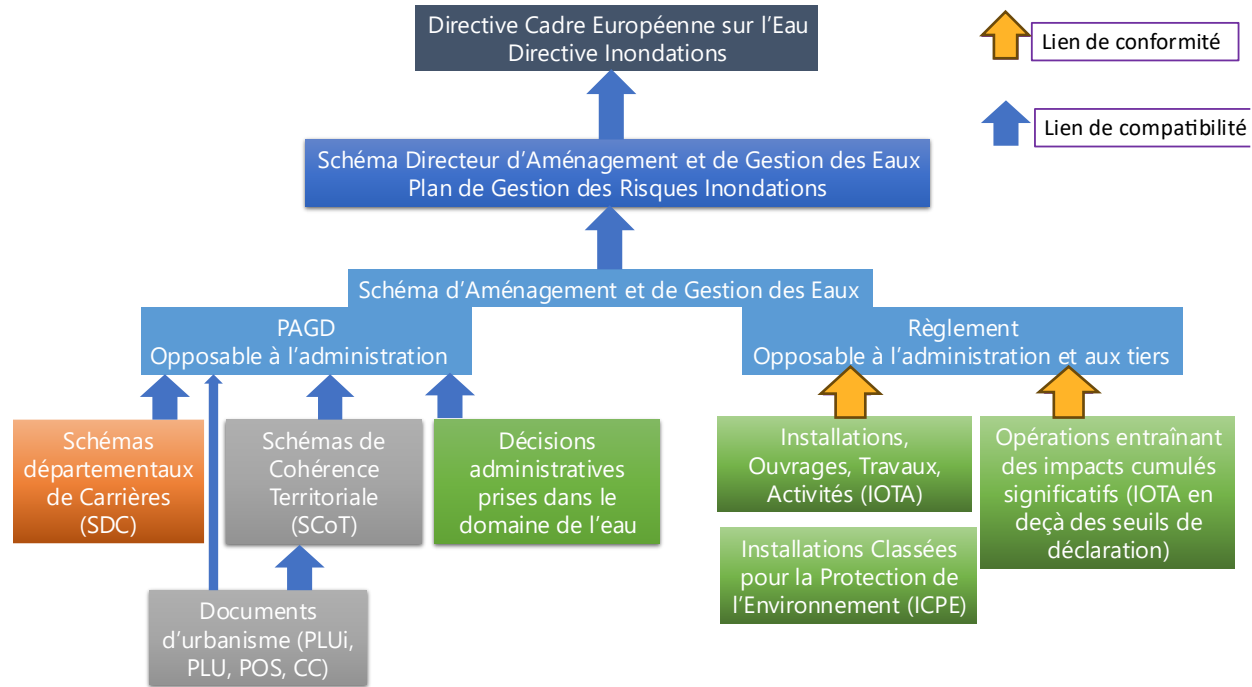 Directive Cadre Européenne sur l'Eau
Directive Inondations
Lien de conformité
Lien de compatibilité
Schéma Directeur d'Aménagement et de Gestion des Eaux
Plan de Gestion des Risques Inondations
Schéma d'Aménagement et de Gestion des Eaux
PAGD
Opposable à l'administration
Règlement
Opposable à l'administration et aux tiers
Schémas
départementaux
de Carrières
(SDC)
Schémas de
Cohérence
Territoriale
(SCoT)
Décisions
administratives
prises dans le
domaine de l'eau
Installations,
Ouvrages, Travaux,
Activités (IOTA)
Opérations entraînant
des impacts cumulés
significatifs (IOTA en
deçà des seuils de
déclaration)
Installations Classées
pour la Protection de
l'Environnement (ICPE)
Documents
d'urbanisme (PLUi,
PLU, POS, CC)